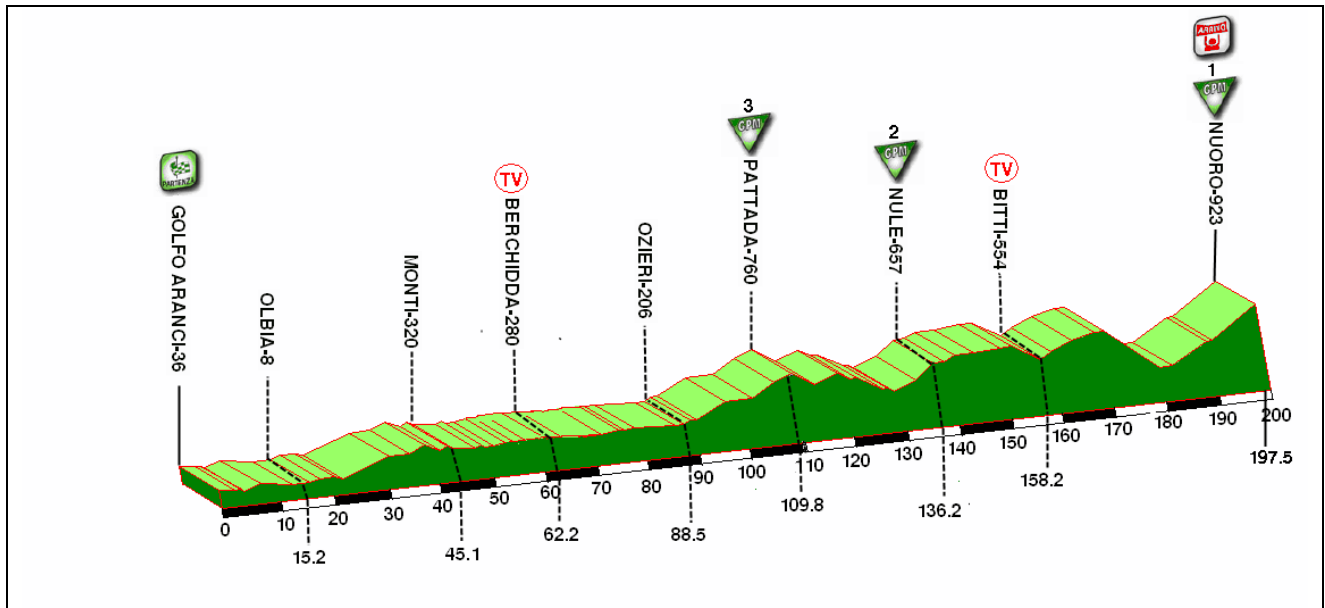 ARRIVO
1
GPM
NUORO-923
3
GPM
PATTADA-760
2
GPM
NULE-657
TV
BITTI-554
TV
BERCHIDDA-280
PARTENZA
GOLFO ARANCI-36
OLBIA-8
MONTI-320
OZIERI-206
0 10 20 30 40 50 60 70 80 90 100 110 120 130 140 150 160 170 180 190 200
15.2 45.1 62.2 88.5 109.8 136.2 158.2 197.5